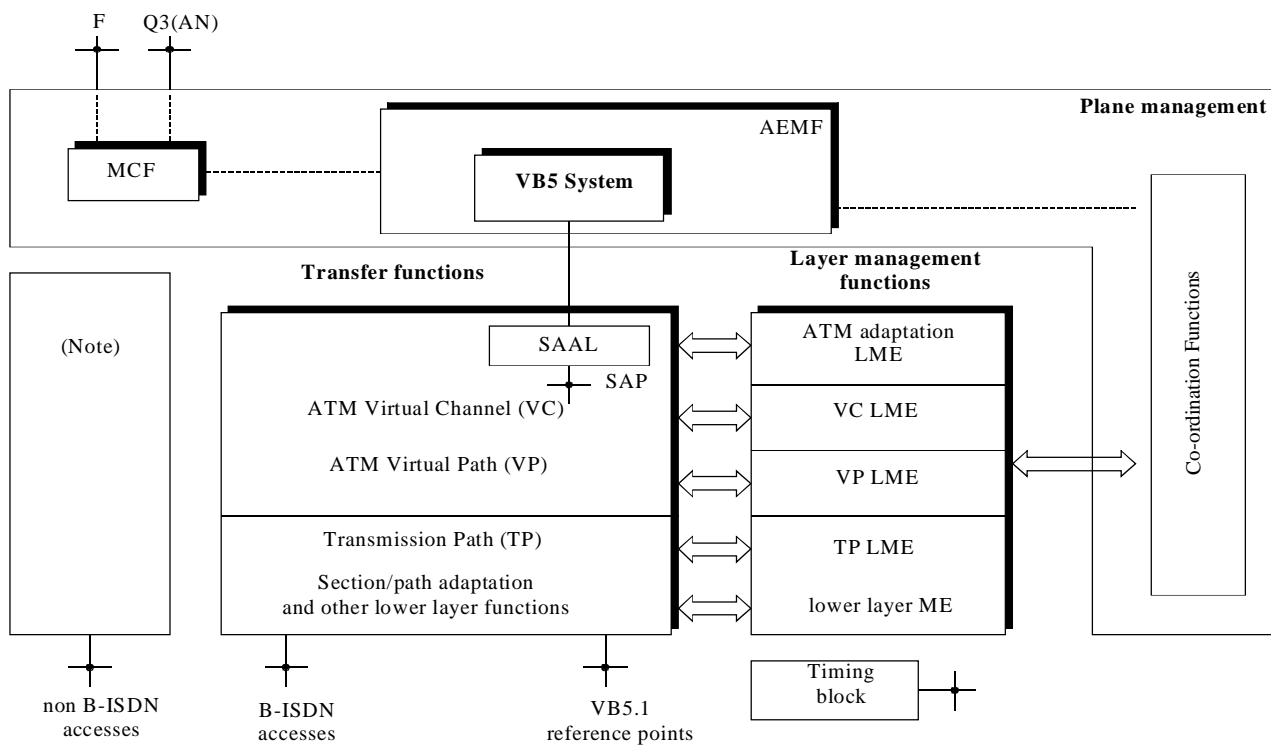 F
Q3(AN)
Plane management
AEMF
MCF
VB5 System
Transfer functions
Layer management
functions
(Note)
SAAL
SAP
ATM Virtual Channel (VC)
ATM Virtual Path (VP)
Transmission Path (TP)
Section/path adaptation
and other lower layer functions
ATM adaptation
LME
VC LME
VP LME
TP LME
lower layer ME
Co-ordination Functions
Timing
block
non B-ISDN
accesses
B-ISDN
accesses
VB5.1
reference points